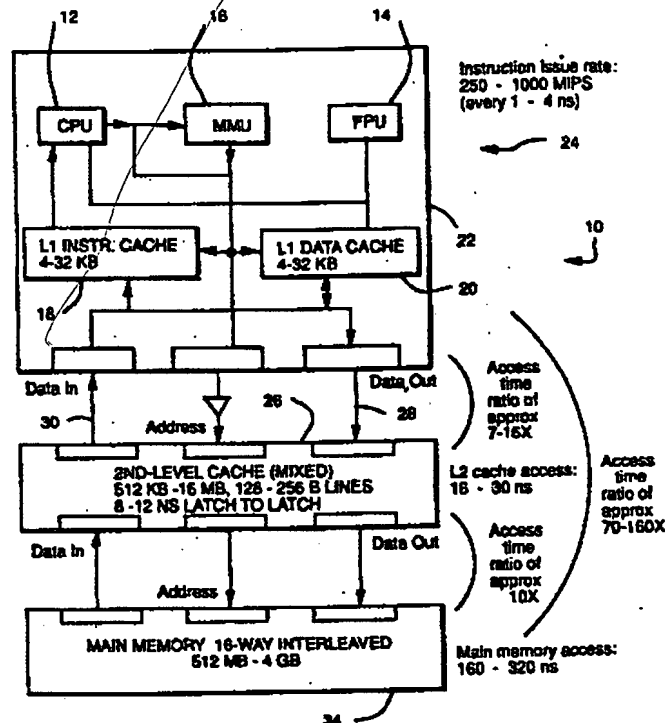 12
16
14
Instruction issue rate:
250 - 1000 MIPS
(every 1 - 4 ns)
CPU
MMU
FPU
24
22
10
L1 INSTR. CACHE
4-32 KB
L1 DATA CACHE
4-32 KB
18
20
Data In
Data Out
30
Address
26
28
Access
time
ratio of
approx
7-15X
2ND-LEVEL CACHE (MIXED)
512 KB -16 MB, 128 - 256 B LINES
8 -12 NS LATCH TO LATCH
L2 cache access:
16 - 30 ns
Access
time
ratio of
approx
70-160X
Data In
Address
Data Out
Access
time
ratio of
approx
10X
MAIN MEMORY 16-WAY INTERLEAVED
512 MB - 4 GB
Main memory access:
160 - 320 ns
34